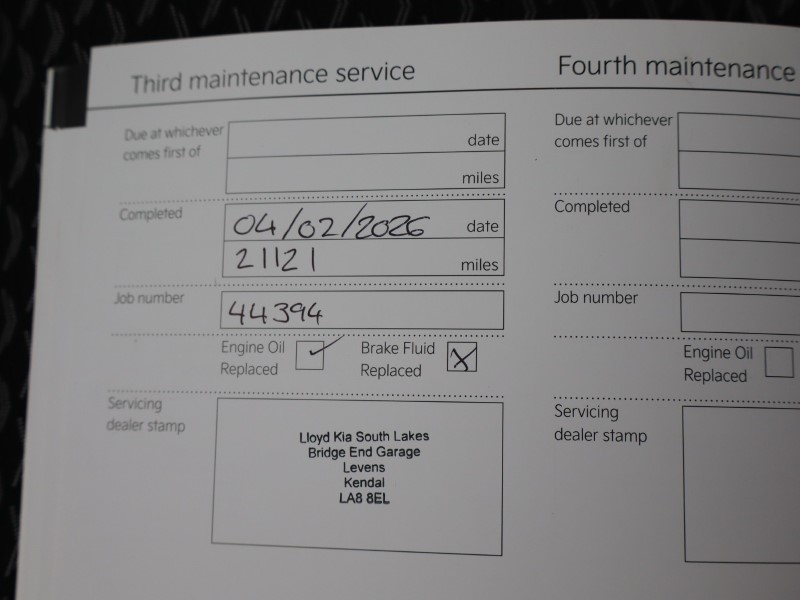 Third maintenance service
Due at whichever
comes first of
date
miles
Completed
04/02/2026 date
21121 miles
Job number
44394
Engine Oil
Replaced
Brake Fluid
Replaced
Servicing
dealer stamp
Lloyd Kia South Lakes
Bridge End Garage
Levens
Kendal
LA8 8EL
Fourth maintenance
Due at whichever
comes first of
Completed
Job number
Engine Oil
Replaced
Servicing
dealer stamp